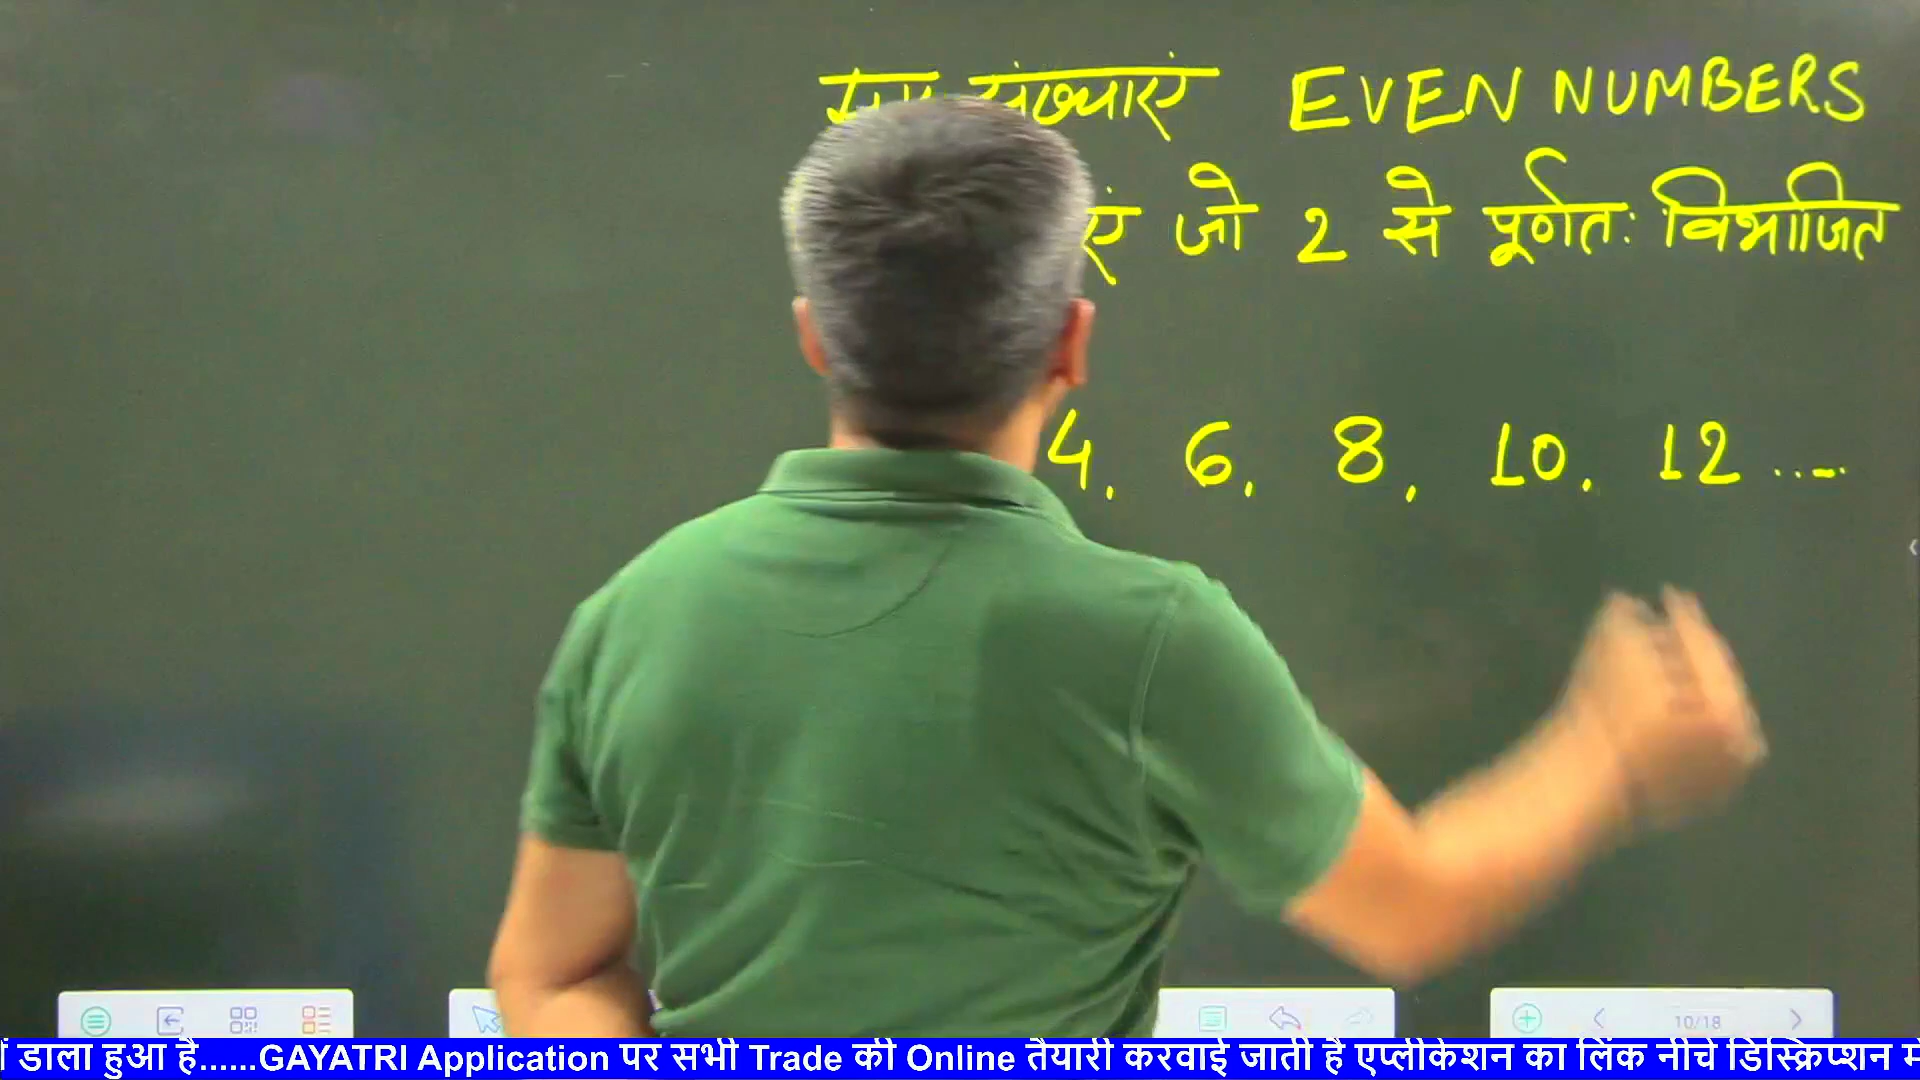 संख्याएं EVEN NUMBERS
जो 2 से पूर्णतः विभाजित
4, 6, 8, 10, 12 .....
10/18
डाला हुआ है......GAYATRI Application पर सभी Trade की Online तैयारी करवाई जाती है एप्लीकेशन का लिंक नीचे डिस्क्रिप्शन